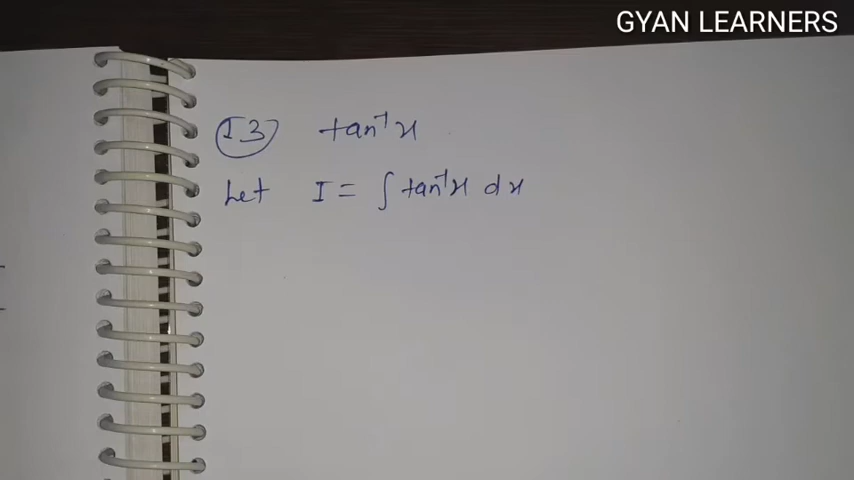 GYAN LEARNERS
13 tan⁻¹x
Let I = ∫ tan⁻¹x dx